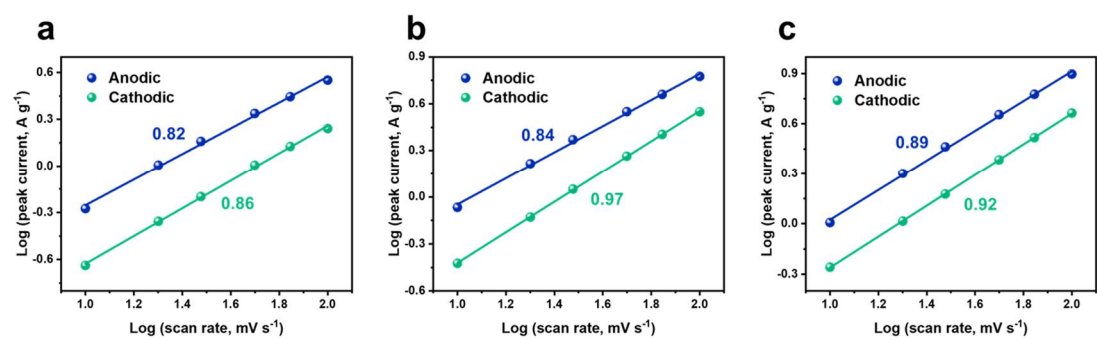 a
Anodic
Cathodic
0.82
0.86
0.6
0.3
0.0
-0.3
-0.6
1.0 1.2 1.4 1.6 1.8 2.0
Log (peak current, A g⁻¹)
Log (scan rate, mV s⁻¹)
b
Anodic
Cathodic
0.84
0.97
0.9
0.6
0.3
0.0
-0.3
-0.6
1.0 1.2 1.4 1.6 1.8 2.0
Log (peak current, A g⁻¹)
Log (scan rate, mV s⁻¹)
c
Anodic
Cathodic
0.89
0.92
0.9
0.6
0.3
0.0
-0.3
1.0 1.2 1.4 1.6 1.8 2.0
Log (peak current, A g⁻¹)
Log (scan rate, mV s⁻¹)